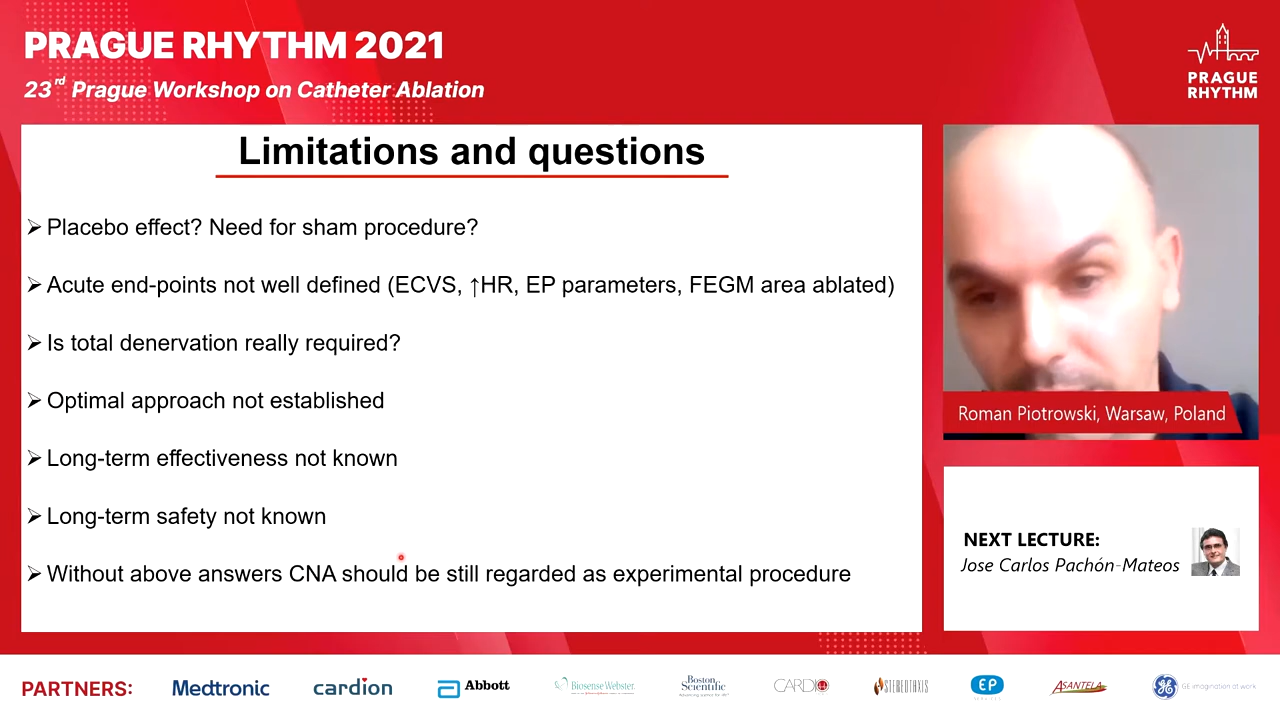 PRAGUE RHYTHM 2021
23rd Prague Workshop on Catheter Ablation
PRAGUE
RHYTHM
Limitations and questions
➢ Placebo effect? Need for sham procedure?
➢ Acute end-points not well defined (ECVS, ↑HR, EP parameters, FEGM area ablated)
➢ Is total denervation really required?
➢ Optimal approach not established
➢ Long-term effectiveness not known
➢ Long-term safety not known
➢ Without above answers CNA should be still regarded as experimental procedure
Roman Piotrowski, Warsaw, Poland
NEXT LECTURE:
Jose Carlos Pachón-Mateos
PARTNERS:
Medtronic
cardion
Abbott
Biosense Webster
Boston
Scientific
CARDIO
STEREOTAXIS
EP
SERVICES
ASANTELA
GE imagination at work